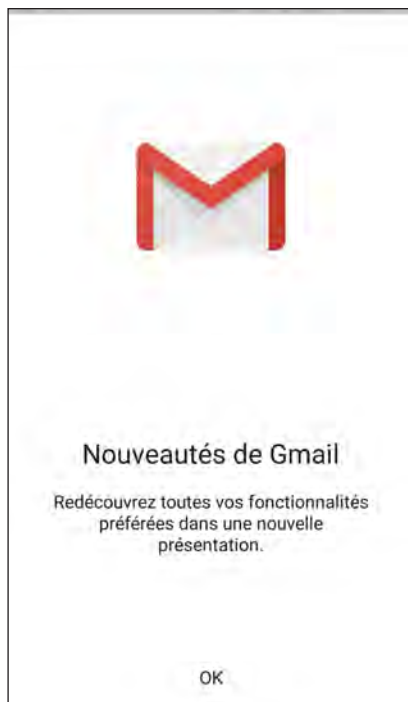 Nouveautés de Gmail
Redécouvrez toutes vos fonctionnalités
préférées dans une nouvelle
présentation.
OK